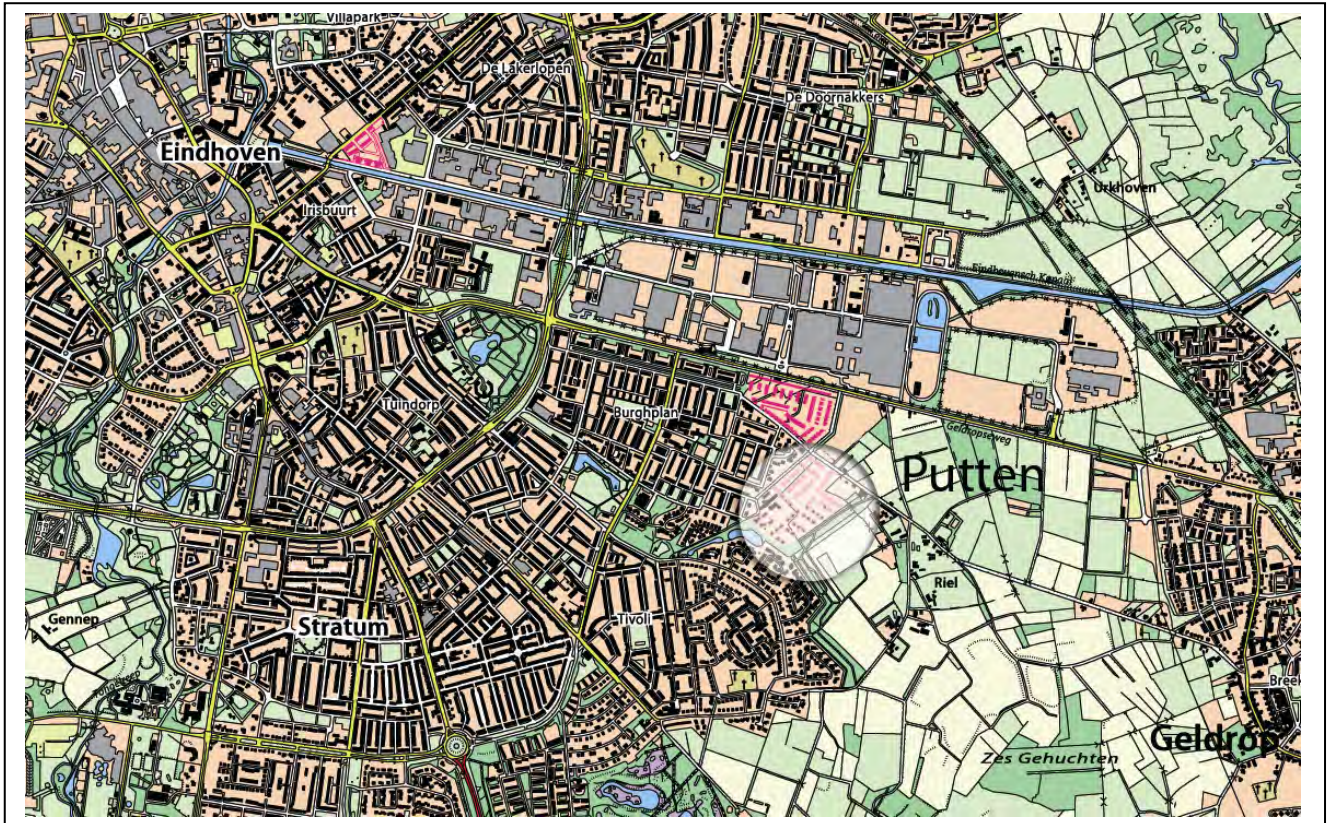 Villapark
De Lakerlopen
De Doornakkers
Eindhoven
Urkhoven
Irisbuurt
Eindhovensch Kanaal
Tuindorp
Burghplan
Geldropseweg
Putten
Riel
Gennep
Stratum
Tivoli
Breek
Geldrop
Zes Gehuchten